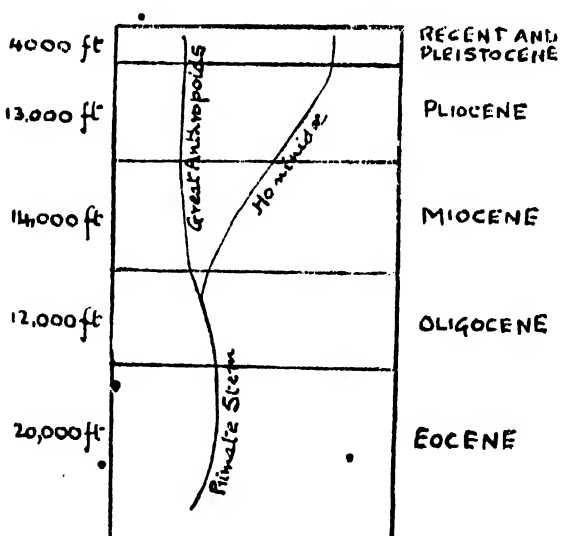 4000 ft
RECENT AND
PLEISTOCENE
13,000 ft
PLIOCENE
Great Anthropoids
Hominidæ
14,000 ft
MIOCENE
12,000 ft
OLIGOCENE
Primate Stem
20,000 ft
EOCENE